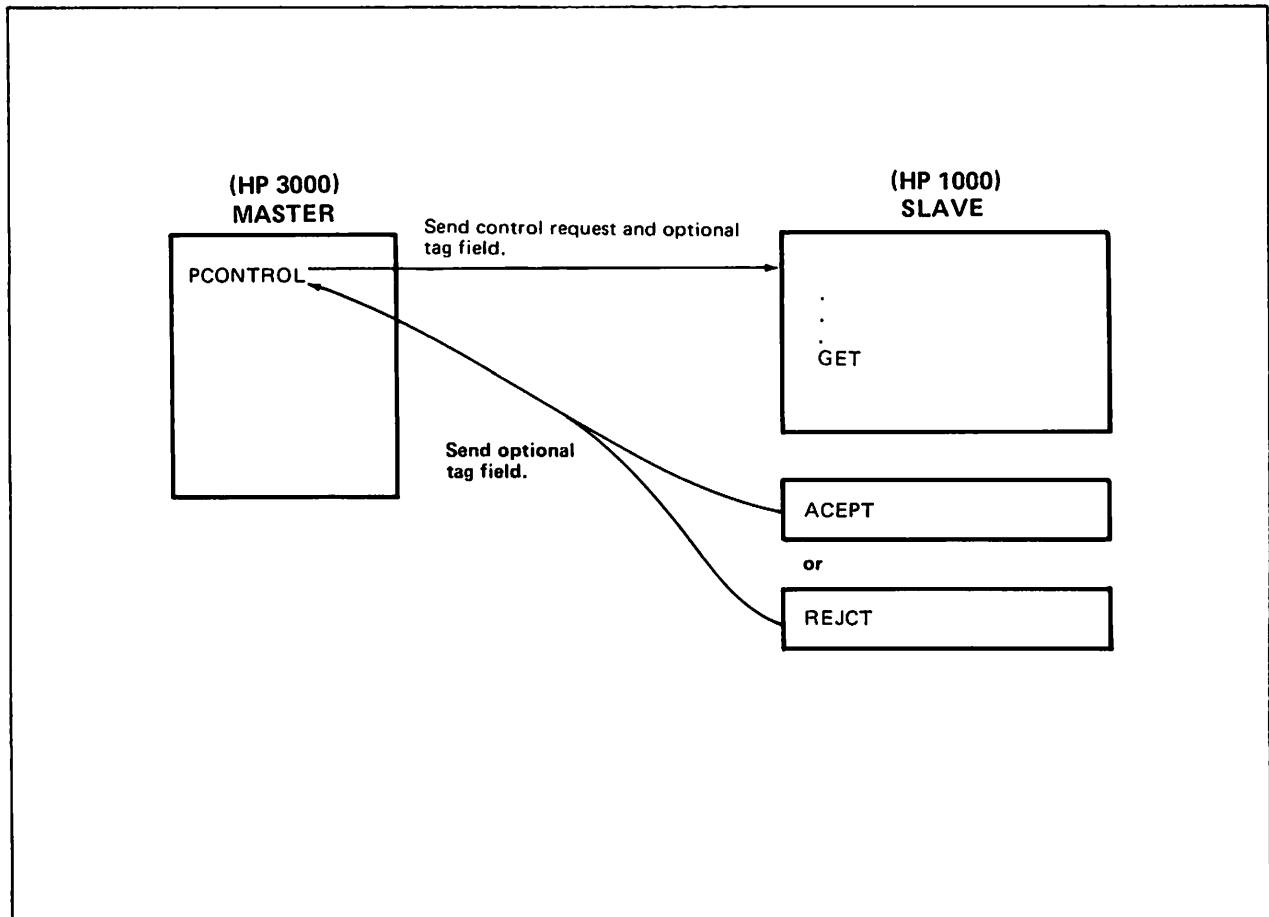 (HP 3000)
MASTER
(HP 1000)
SLAVE
Send control request and optional
tag field.
PCONTROL
.
.
.
GET
Send optional
tag field.
ACEPT
or
REJCT